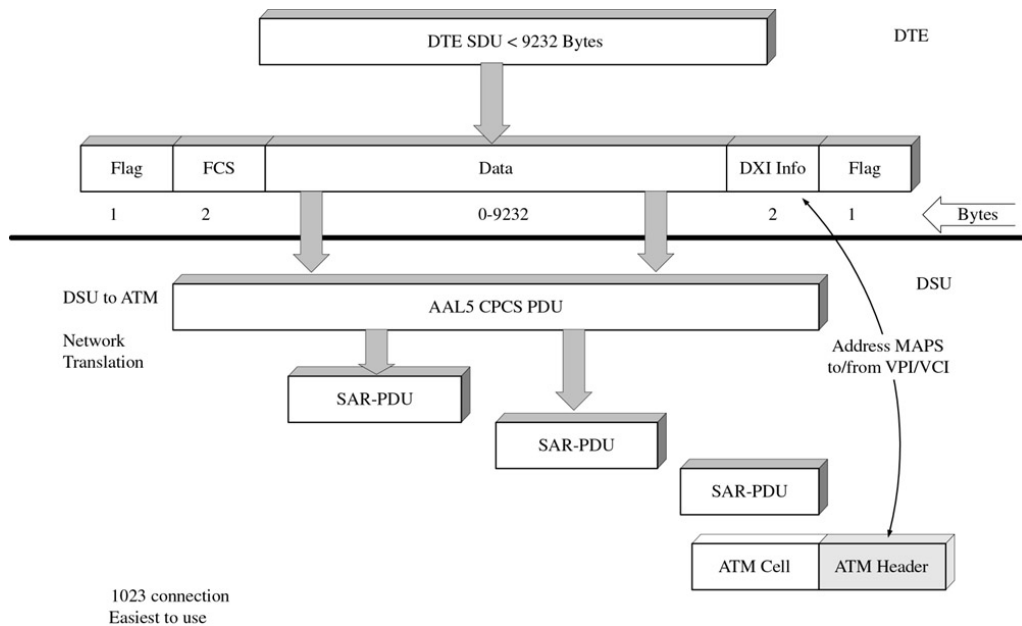 DTE SDU < 9232 Bytes
DTE
Flag
FCS
Data
DXI Info
Flag
1
2
0-9232
2
1
Bytes
DSU to ATM
Network
Translation
AAL5 CPCS PDU
DSU
Address MAPS
to/from VPI/VCI
SAR-PDU
SAR-PDU
SAR-PDU
ATM Cell
ATM Header
1023 connection
Easiest to use